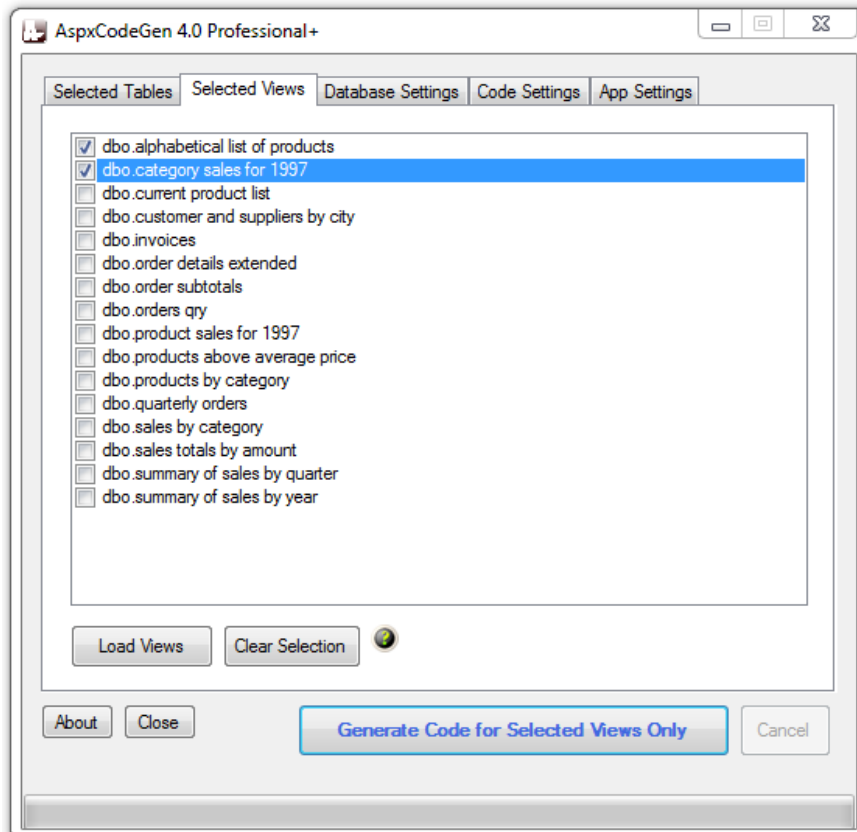 AspxCodeGen 4.0 Professional+
Selected Tables Selected Views Database Settings Code Settings App Settings
dbo.alphabetical list of products
dbo.category sales for 1997
dbo.current product list
dbo.customer and suppliers by city
dbo.invoices
dbo.order details extended
dbo.order subtotals
dbo.orders qry
dbo.product sales for 1997
dbo.products above average price
dbo.products by category
dbo.quarterly orders
dbo.sales by category
dbo.sales totals by amount
dbo.summary of sales by quarter
dbo.summary of sales by year
Load Views Clear Selection ?
About Close Generate Code for Selected Views Only Cancel